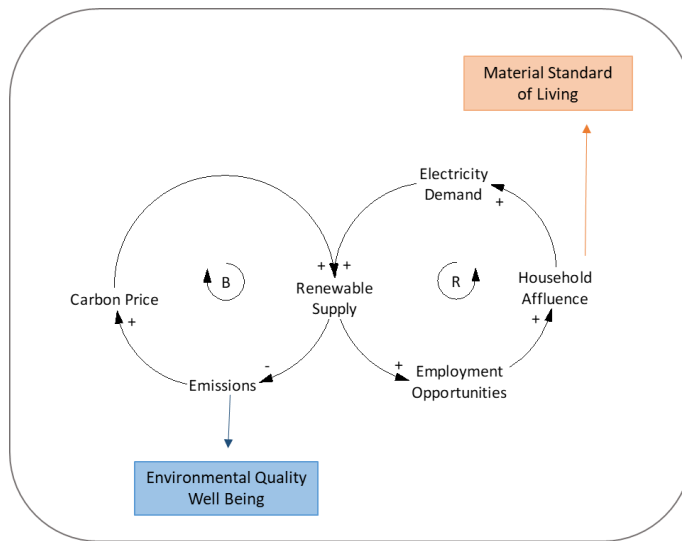 Material Standard
of Living
Electricity
Demand
+
+ +
B
R
Carbon Price
Renewable
Supply
Household
Affluence
+
+
-
+
Emissions
Employment
Opportunities
Environmental Quality
Well Being